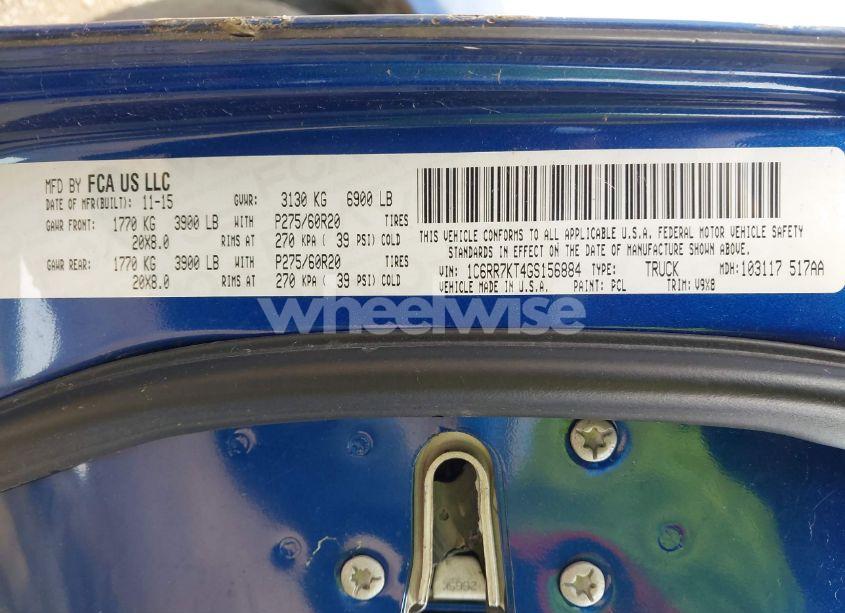 MFD BY FCA US LLC
DATE OF MFR(BUILT): 11-15 GVWR: 3130 KG 6900 LB
GAWR FRONT: 1770 KG 3900 LB WITH P275/60R20 TIRES
20X8.0 RIMS AT 270 KPA ( 39 PSI) COLD
GAWR REAR: 1770 KG 3900 LB WITH P275/60R20 TIRES
20X8.0 RIMS AT 270 KPA ( 39 PSI) COLD
THIS VEHICLE CONFORMS TO ALL APPLICABLE U.S.A. FEDERAL MOTOR VEHICLE SAFETY
STANDARDS IN EFFECT ON THE DATE OF MANUFACTURE SHOWN ABOVE.
VIN: 1C6RR7KT4GS156884 TYPE: TRUCK MDH: 103117 517AA
VEHICLE MADE IN U.S.A. PAINT: PCL TRIM: V9X8
wheelwise